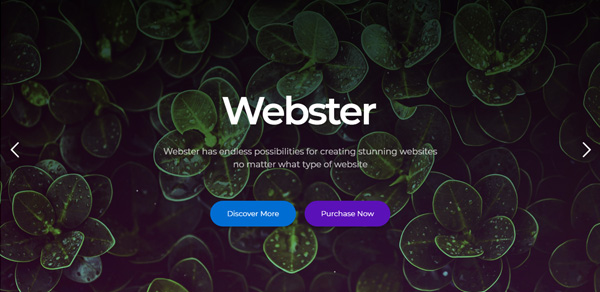 Webster
Webster has endless possibilities for creating stunning websites
no matter what type of website
Discover More
Purchase Now